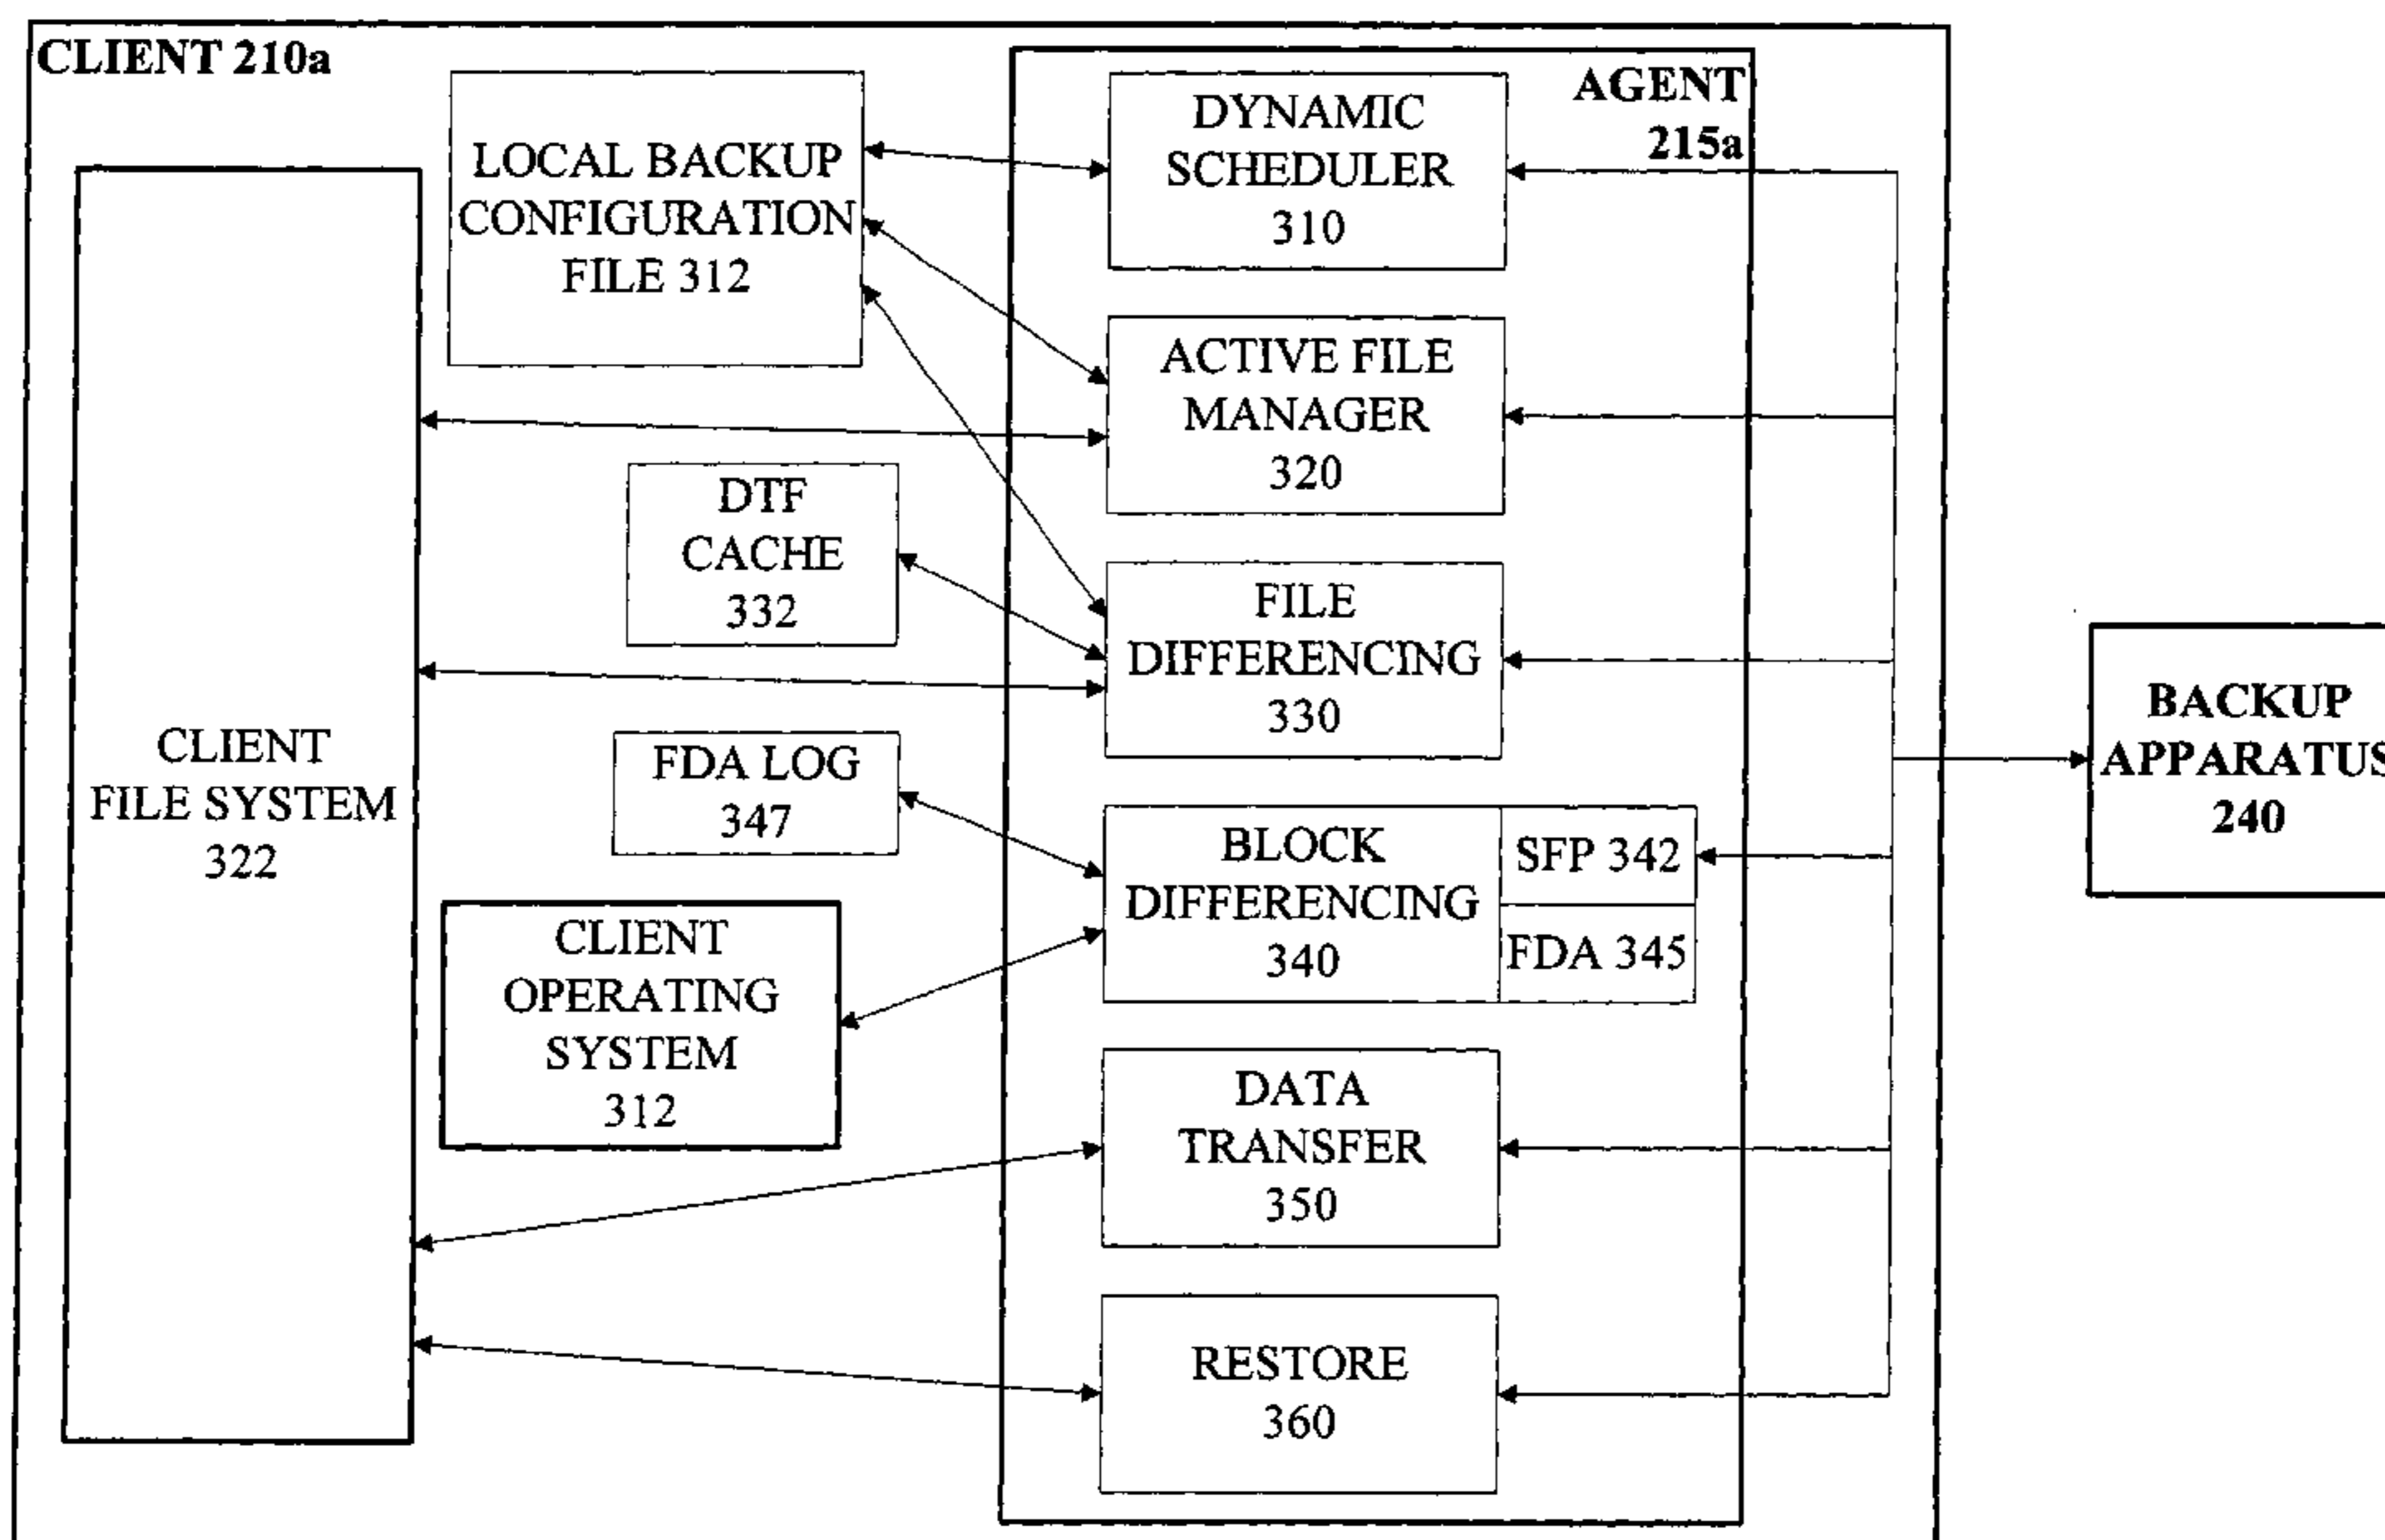 CLIENT 210a
AGENT
215a
LOCAL BACKUP
CONFIGURATION
FILE 312
DYNAMIC
SCHEDULER
310
ACTIVE FILE
MANAGER
320
DTF
CACHE
332
FILE
DIFFERENCING
330
CLIENT
FILE SYSTEM
322
FDA LOG
347
BLOCK
DIFFERENCING
340
SFP 342
FDA 345
BACKUP
APPARATUS
240
CLIENT
OPERATING
SYSTEM
312
DATA
TRANSFER
350
RESTORE
360